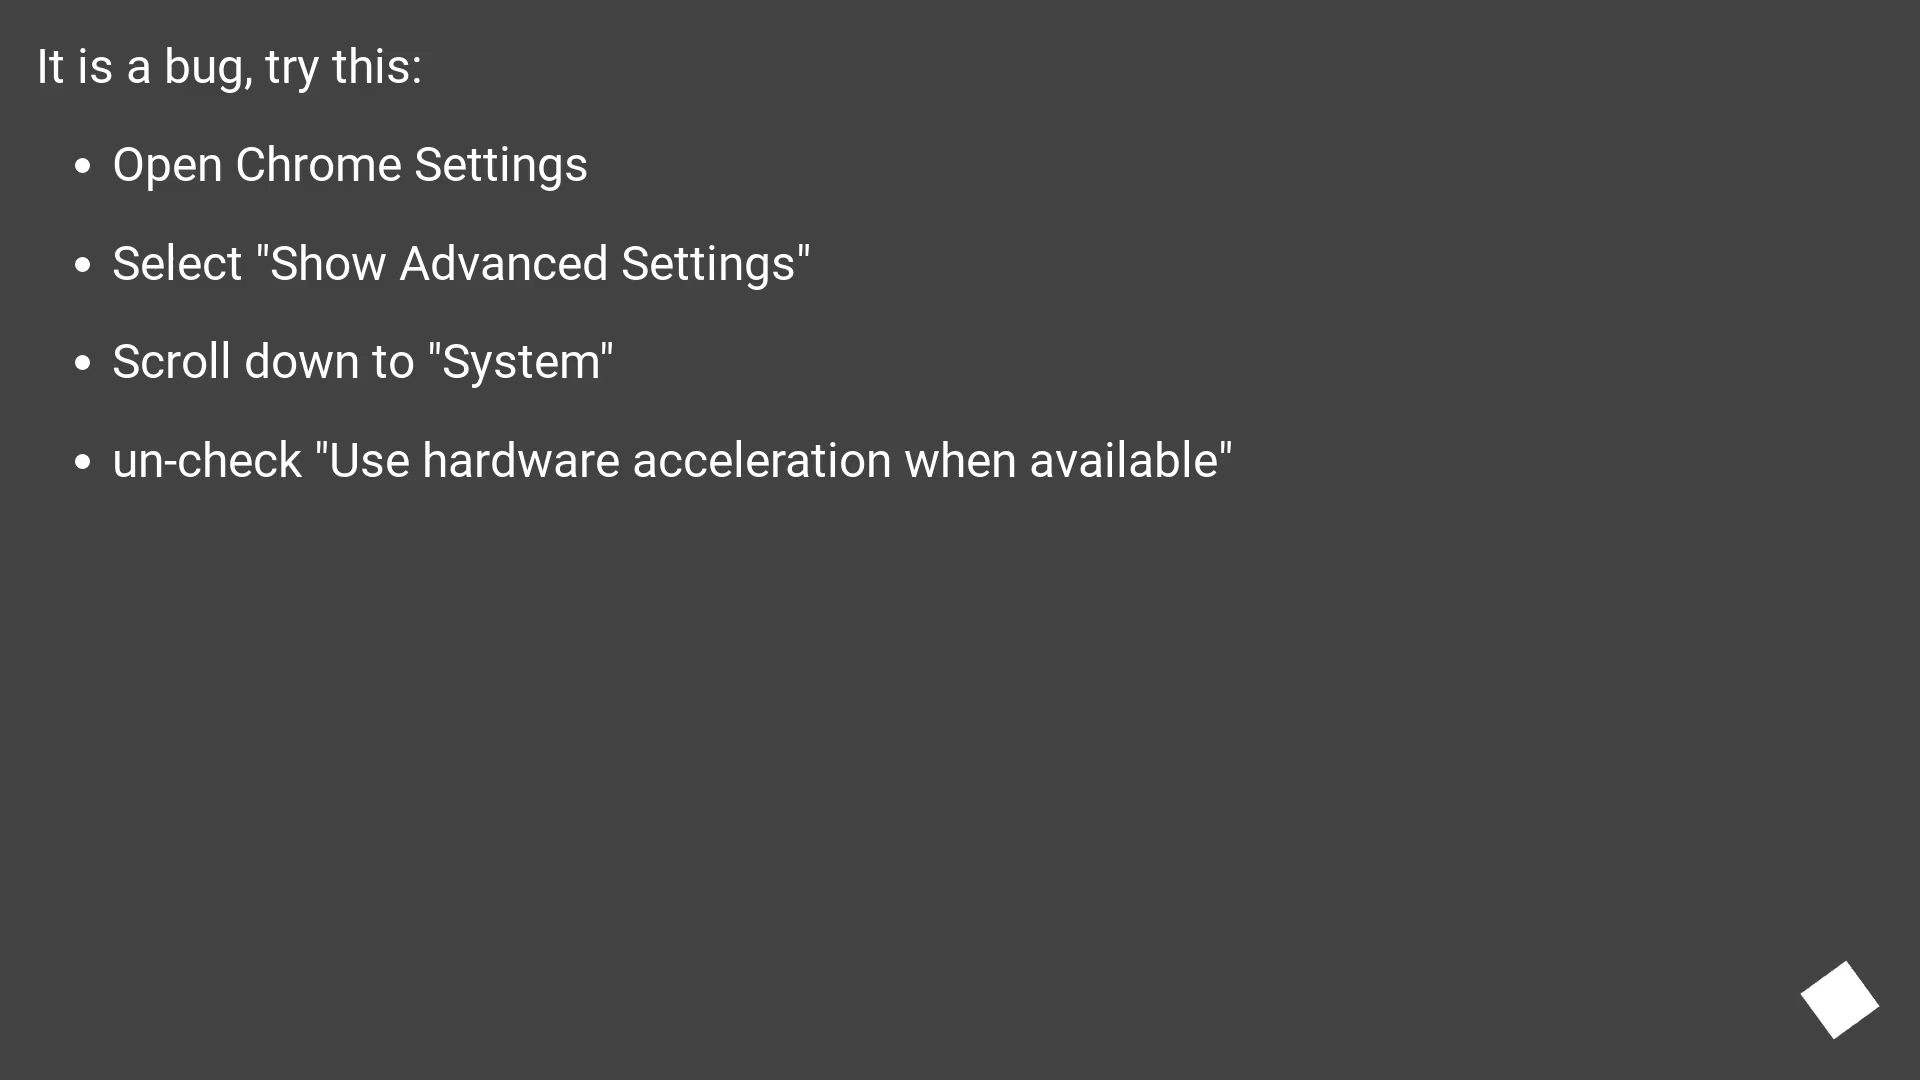 It is a bug, try this:
• Open Chrome Settings
• Select "Show Advanced Settings"
• Scroll down to "System"
• un-check "Use hardware acceleration when available"